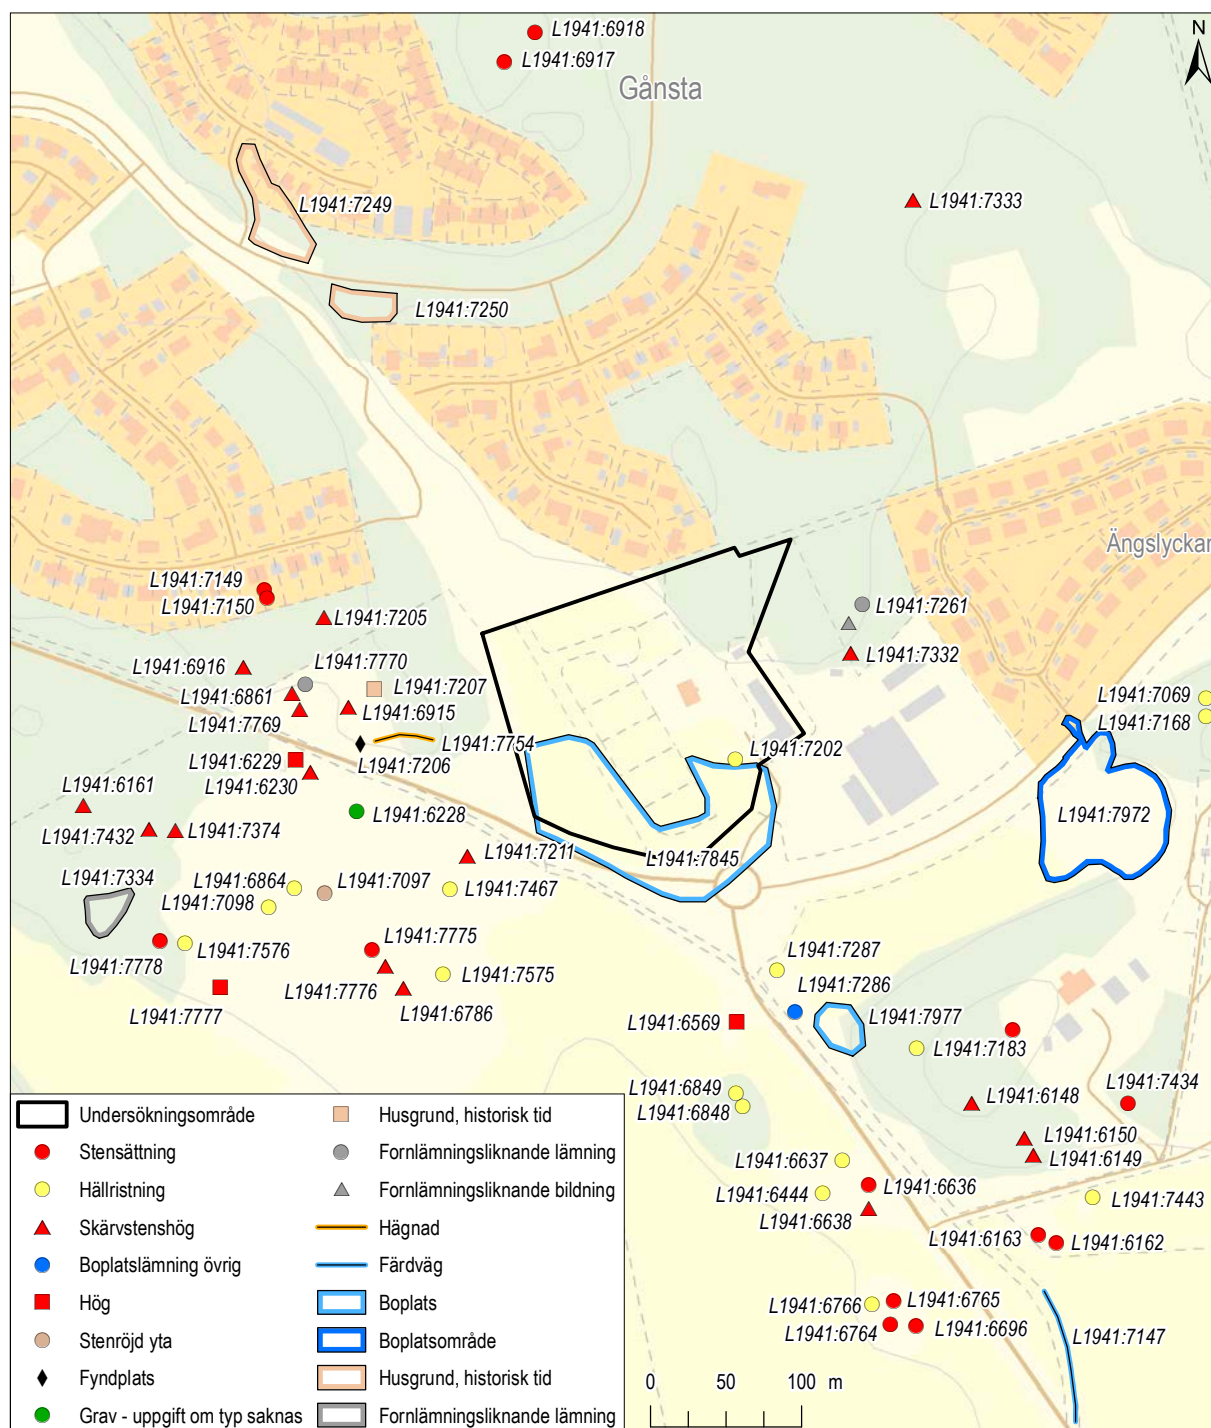 L1941:6918
L1941:6917
Gånsta
N
L1941:7333
L1941:7249
L1941:7250
Ängslyckan
L1941:7149
L1941:7150
L1941:7205
L1941:7261
L1941:7332
L1941:6916
L1941:7770
L1941:7207
L1941:6861
L1941:7769
L1941:6915
L1941:7069
L1941:7168
L1941:7754
L1941:7206
L1941:7202
L1941:6229
L1941:6230
L1941:6161
L1941:6228
L1941:7972
L1941:7432
L1941:7374
L1941:7211
L1941:7845
L1941:7334
L1941:6864
L1941:7097
L1941:7467
L1941:7098
L1941:7576
L1941:7775
L1941:7778
L1941:7575
L1941:7776
L1941:6786
L1941:7777
L1941:7287
L1941:7286
L1941:7977
L1941:6569
L1941:7183
L1941:6849
L1941:6848
L1941:6148
L1941:7434
L1941:6150
L1941:6149
L1941:6637
L1941:6636
L1941:6444
L1941:6638
L1941:7443
L1941:6163
L1941:6162
L1941:6766
L1941:6765
L1941:6764
L1941:6696
L1941:7147
Undersökningsområde
Stensättning
Hällristning
Skärvstenshög
Boplatslämning övrig
Hög
Stenröjd yta
Fyndplats
Grav - uppgift om typ saknas
Husgrund, historisk tid
Fornlämningsliknande lämning
Fornlämningsliknande bildning
Hägnad
Färdväg
Boplats
Boplatsområde
Husgrund, historisk tid
Fornlämningsliknande lämning
0 50 100 m